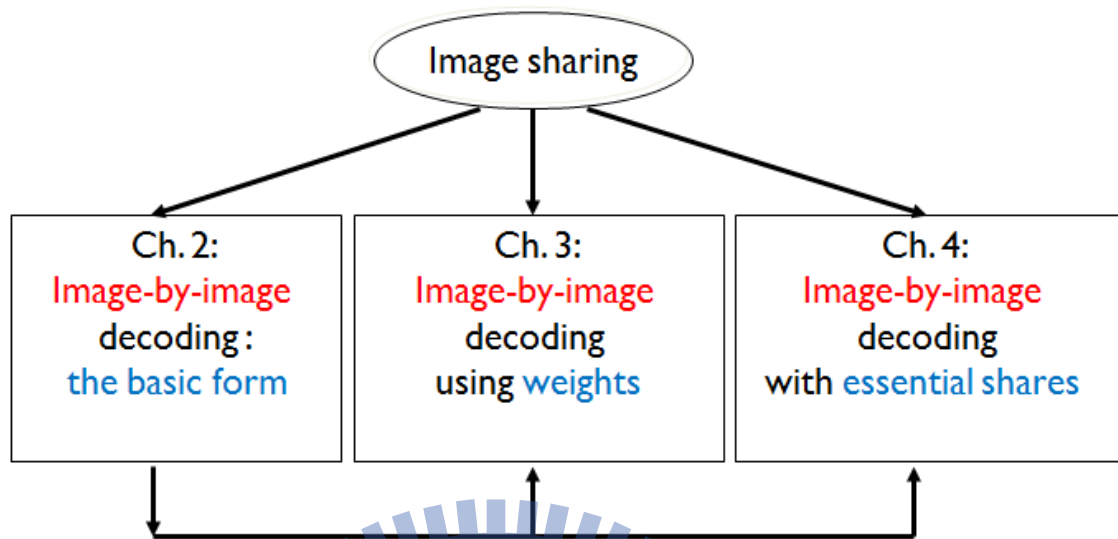 Image sharing
Ch. 2:
Image-by-image
decoding :
the basic form
Ch. 3:
Image-by-image
decoding
using weights
Ch. 4:
Image-by-image
decoding
with essential shares